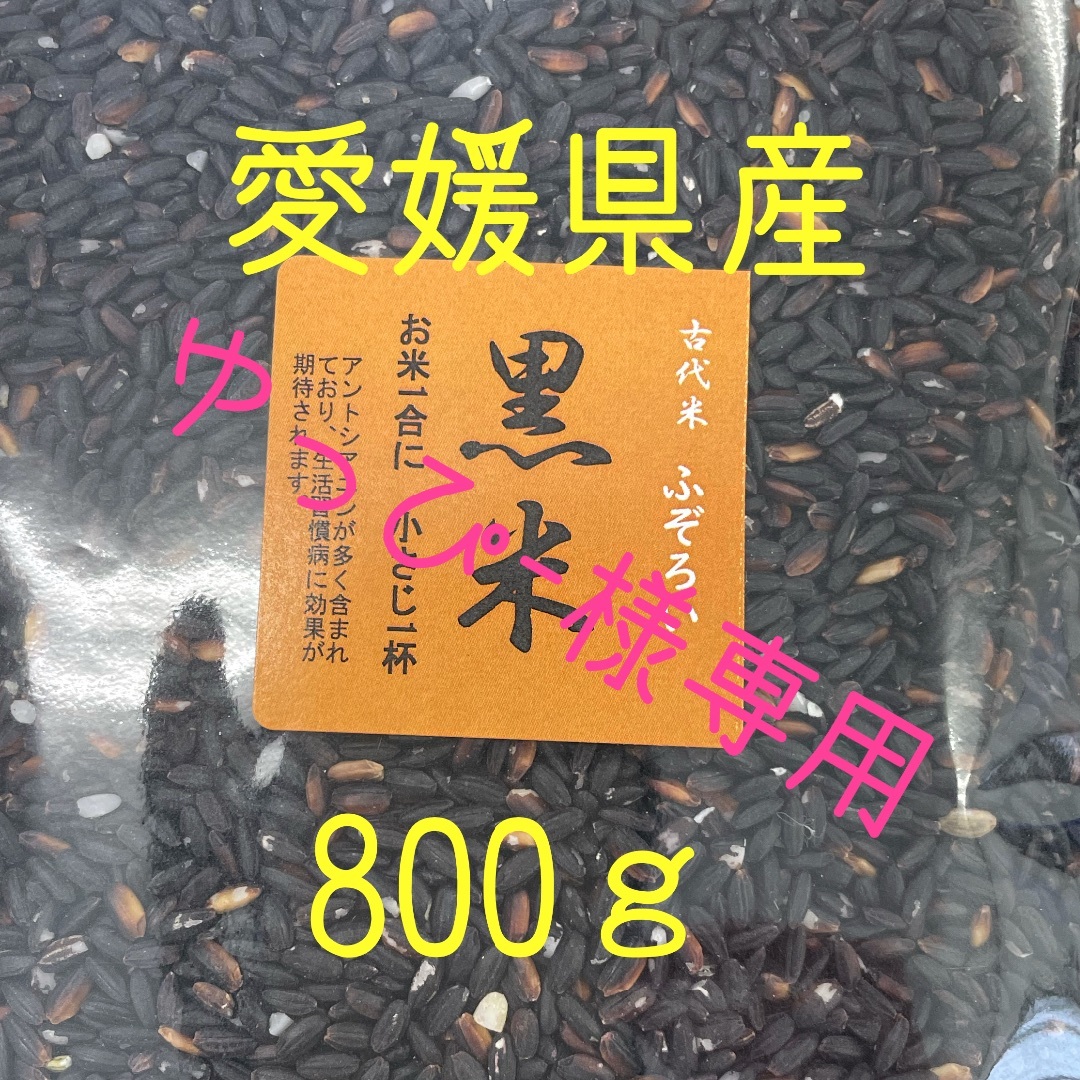 愛媛県産
ゆっぴー様専用
古代米 ふぞろい
黒米
お米一合に 小さじ一杯
アントシアニンが多く含まれ
ており、生活習慣病に効果が
期待されます
800g